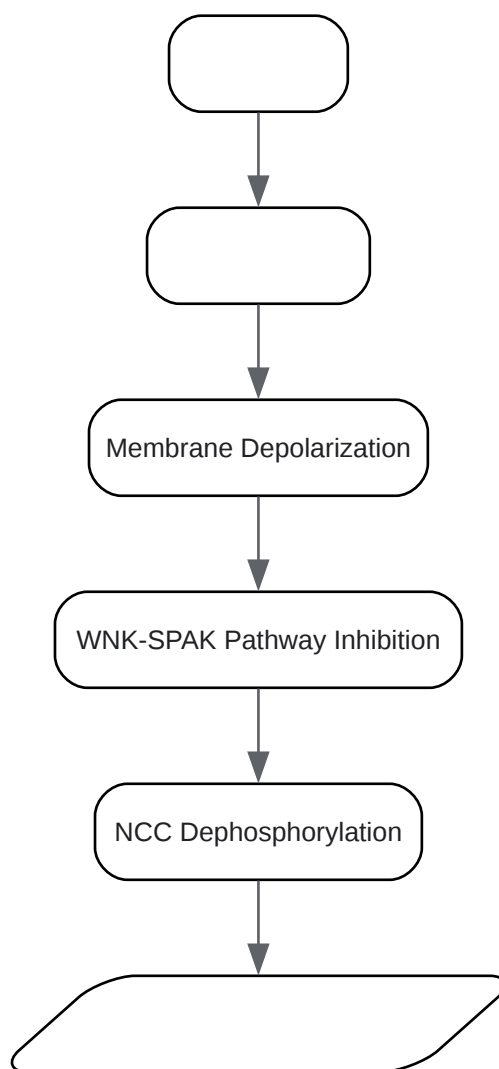 Membrane Depolarization
WNK-SPAK Pathway Inhibition
NCC Dephosphorylation